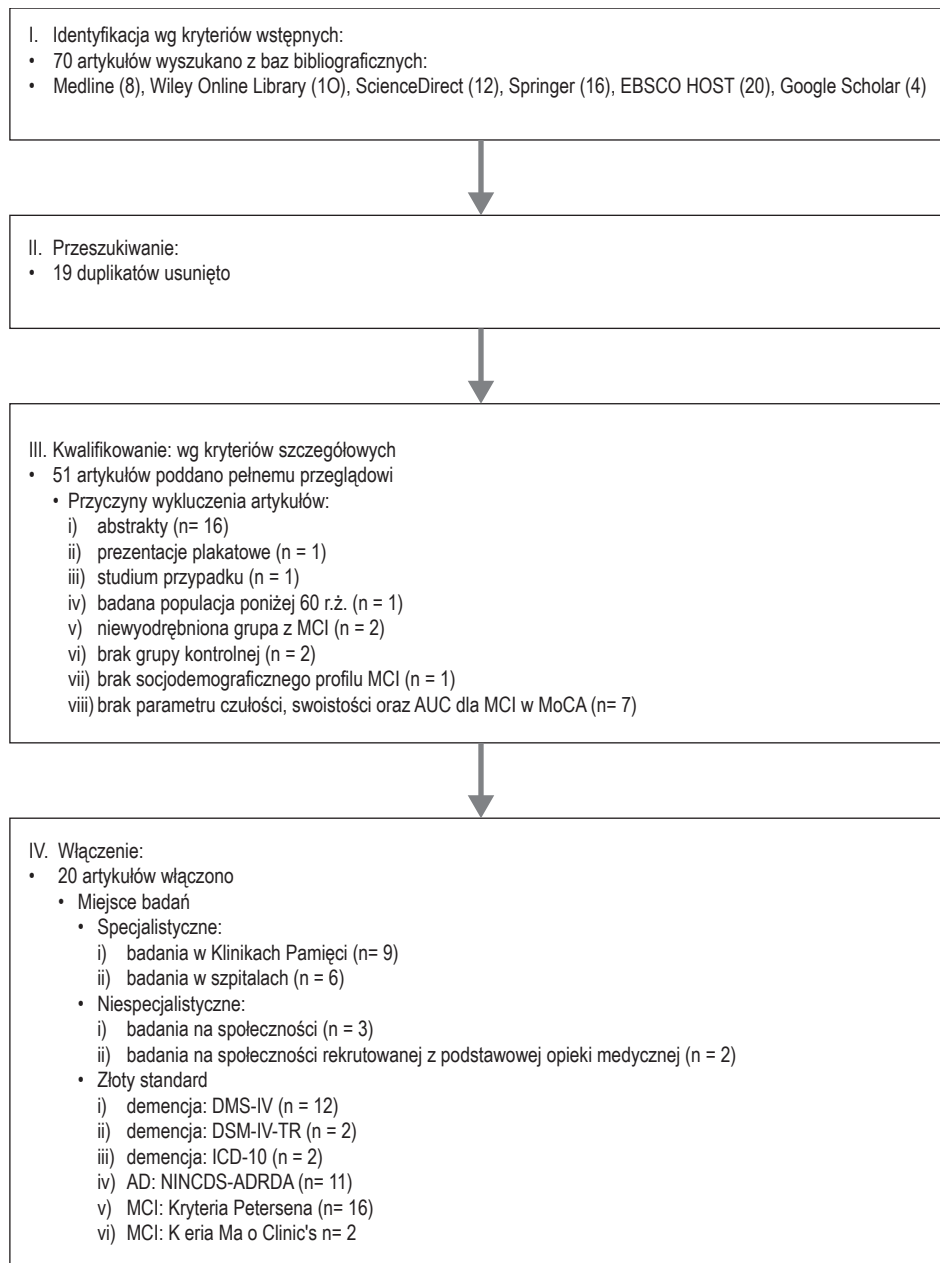 I. Identyfikacja wg kryteriów wstępnych:
• 70 artykułów wyszukano z baz bibliograficznych:
• Medline (8), Wiley Online Library (1O), ScienceDirect (12), Springer (16), EBSCO HOST (20), Google Scholar (4)
II. Przeszukiwanie:
• 19 duplikatów usunięto
III. Kwalifikowanie: wg kryteriów szczegółowych
• 51 artykułów poddano pełnemu przeglądowi
• Przyczyny wykluczenia artykułów:
i) abstrakty (n= 16)
ii) prezentacje plakatowe (n = 1)
iii) studium przypadku (n = 1)
iv) badana populacja poniżej 60 r.ż. (n = 1)
v) niewyodrębniona grupa z MCI (n = 2)
vi) brak grupy kontrolnej (n = 2)
vii) brak socjodemograficznego profilu MCI (n = 1)
viii) brak parametru czułości, swoistości oraz AUC dla MCI w MoCA (n= 7)
IV. Włączenie:
• 20 artykułów włączono
• Miejsce badań
• Specjalistyczne:
i) badania w Klinikach Pamięci (n= 9)
ii) badania w szpitalach (n = 6)
• Niespecjalistyczne:
i) badania na społeczności (n = 3)
ii) badania na społeczności rekrutowanej z podstawowej opieki medycznej (n = 2)
• Złoty standard
i) demencja: DMS-IV (n = 12)
ii) demencja: DSM-IV-TR (n = 2)
iii) demencja: ICD-10 (n = 2)
iv) AD: NINCDS-ADRDA (n= 11)
v) MCI: Kryteria Petersena (n= 16)
vi) MCI: K eria Ma o Clinic's n= 2